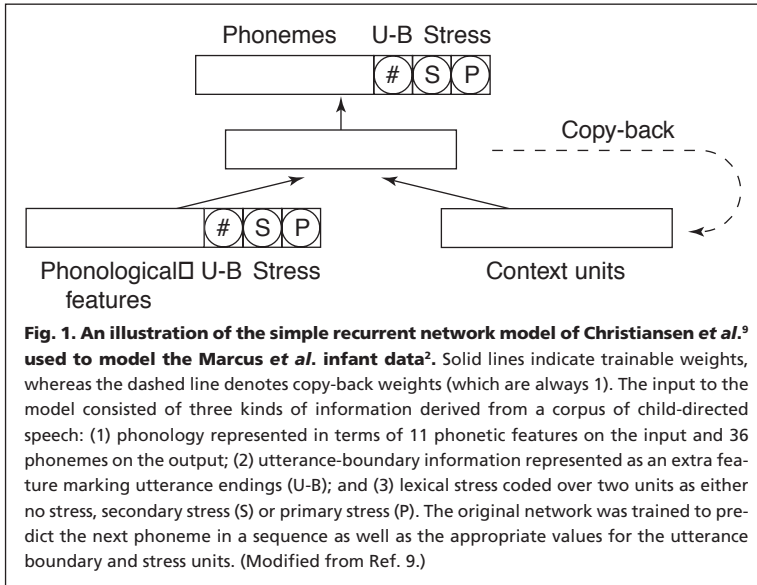 Phonemes U-B Stress
# S P
Copy-back
# S P
Phonological□ U-B Stress
features
Context units
Fig. 1. An illustration of the simple recurrent network model of Christiansen et al.⁹
used to model the Marcus et al. infant data². Solid lines indicate trainable weights,
whereas the dashed line denotes copy-back weights (which are always 1). The input to the
model consisted of three kinds of information derived from a corpus of child-directed
speech: (1) phonology represented in terms of 11 phonetic features on the input and 36
phonemes on the output; (2) utterance-boundary information represented as an extra fea-
ture marking utterance endings (U-B); and (3) lexical stress coded over two units as either
no stress, secondary stress (S) or primary stress (P). The original network was trained to pre-
dict the next phoneme in a sequence as well as the appropriate values for the utterance
boundary and stress units. (Modified from Ref. 9.)